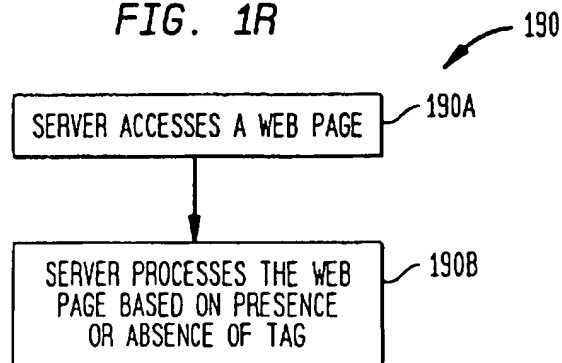 FIG. 1R
190
SERVER ACCESSES A WEB PAGE
190A
SERVER PROCESSES THE WEB
PAGE BASED ON PRESENCE
OR ABSENCE OF TAG
190B